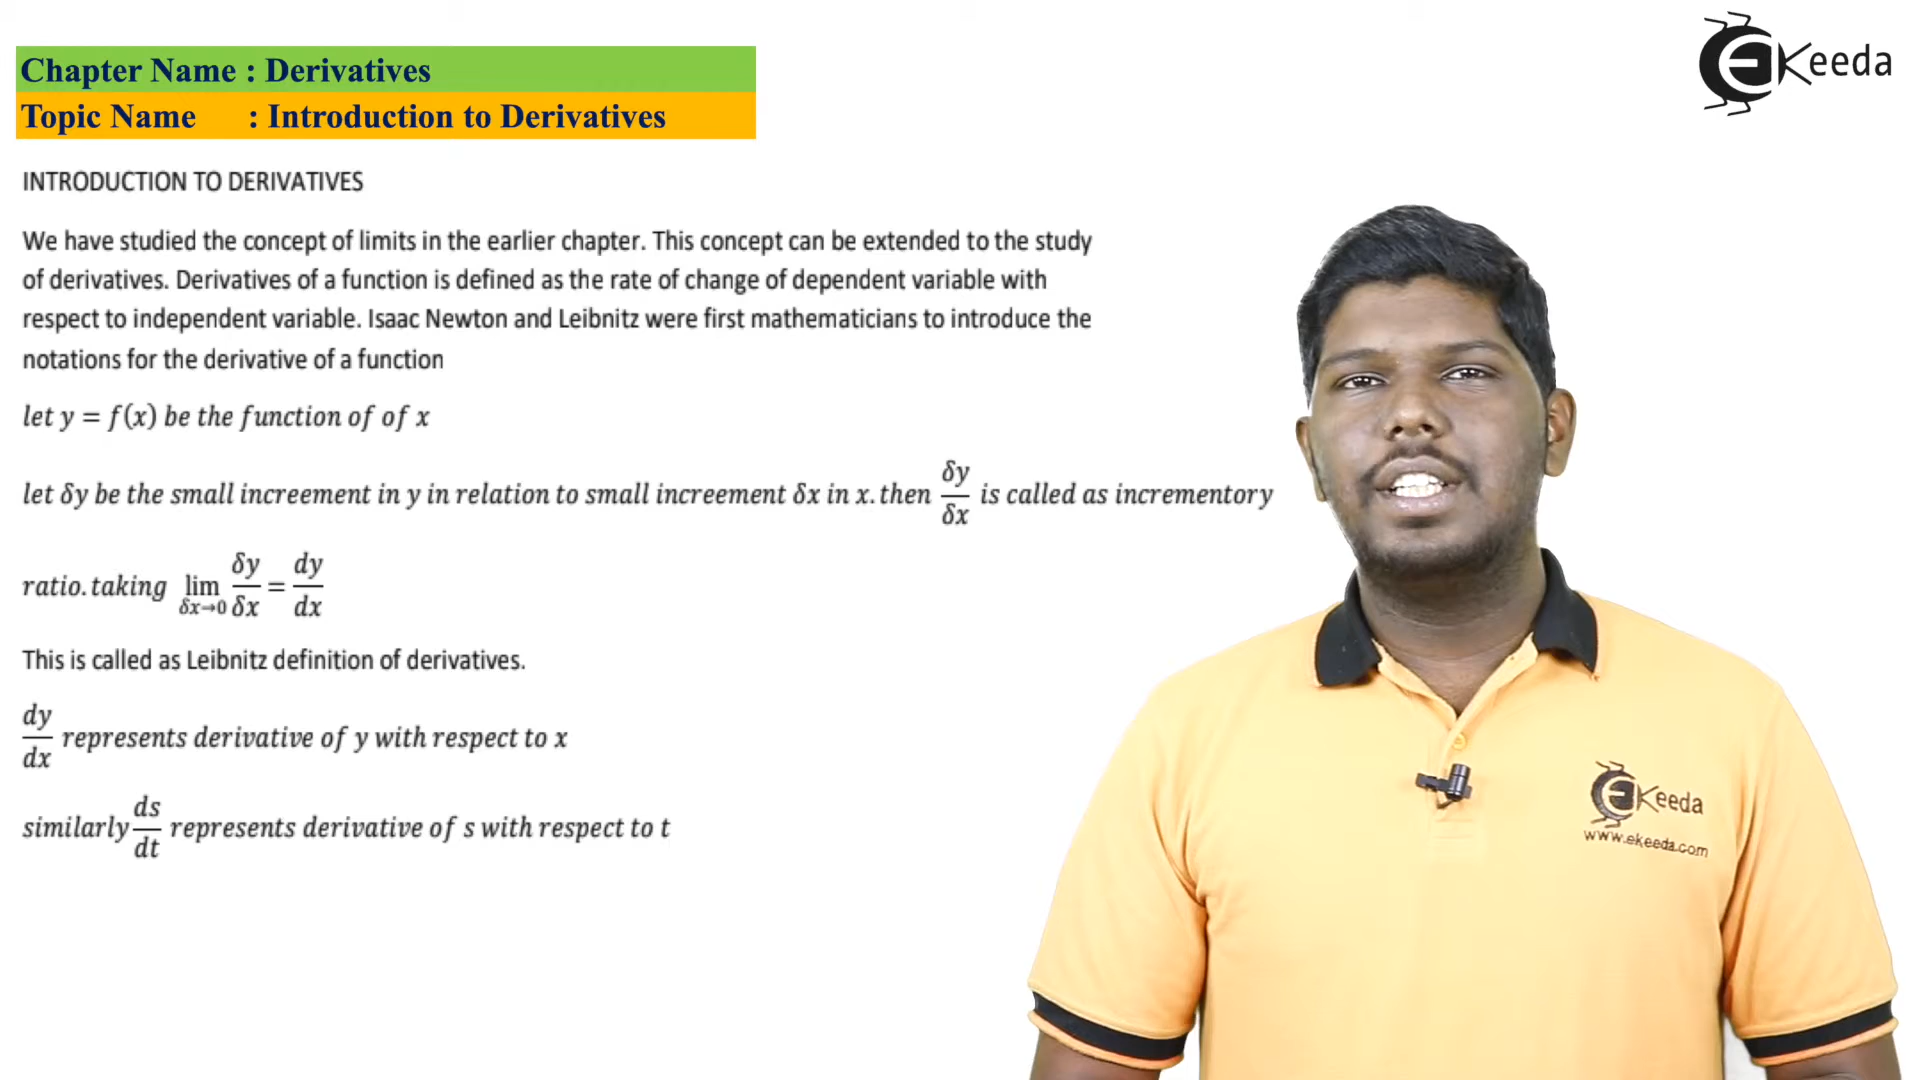 Chapter Name : Derivatives
Topic Name : Introduction to Derivatives
Ekeeda
INTRODUCTION TO DERIVATIVES
We have studied the concept of limits in the earlier chapter. This concept can be extended to the study
of derivatives. Derivatives of a function is defined as the rate of change of dependent variable with
respect to independent variable. Isaac Newton and Leibnitz were first mathematicians to introduce the
notations for the derivative of a function
let y = f(x) be the function of of x
let δy be the small increement in y in relation to small increement δx in x. then δy/δx is called as incrementory
ratio. taking lim δx→0 δy/δx = dy/dx
This is called as Leibnitz definition of derivatives.
dy/dx represents derivative of y with respect to x
similarly ds/dt represents derivative of s with respect to t
Ekeeda
www.ekeeda.com